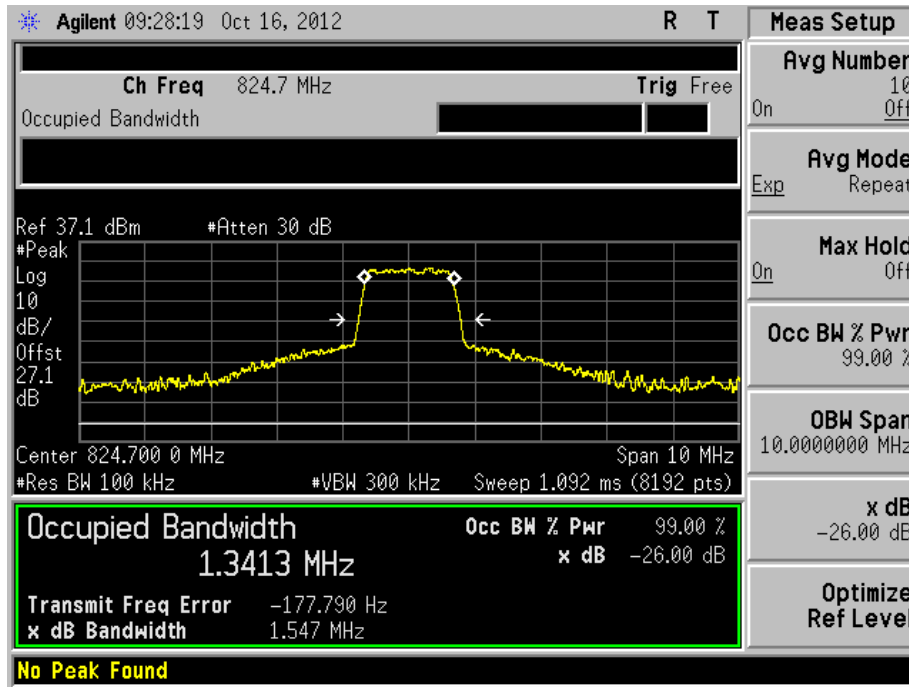 Agilent 09:28:19 Oct 16, 2012 R T
Ch Freq 824.7 MHz Trig Free
Occupied Bandwidth
Ref 37.1 dBm #Atten 30 dB
#Peak
Log
10
dB/
Offst
27.1
dB
Center 824.700 0 MHz Span 10 MHz
#Res BW 100 kHz #VBW 300 kHz Sweep 1.092 ms (8192 pts)
Occupied Bandwidth
1.3413 MHz
Occ BW % Pwr 99.00 %
x dB -26.00 dB
Transmit Freq Error -177.790 Hz
x dB Bandwidth 1.547 MHz
No Peak Found
Meas Setup
Avg Number
10
On Off
Avg Mode
Exp Repeat
Max Hold
On Off
Occ BW % Pwr
99.00 %
OBW Span
10.0000000 MHz
x dB
-26.00 dB
Optimize
Ref Level